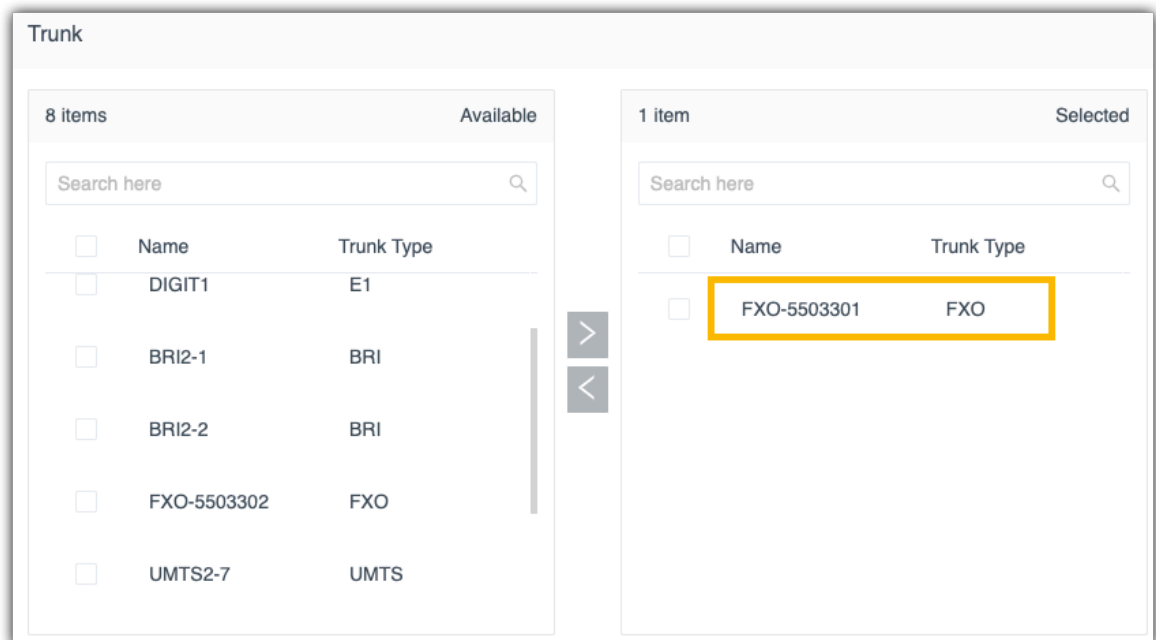 Trunk
8 items Available
Search here
Name Trunk Type
DIGIT1 E1
BRI2-1 BRI
BRI2-2 BRI
FXO-5503302 FXO
UMTS2-7 UMTS
>
<
1 item Selected
Search here
Name Trunk Type
FXO-5503301 FXO